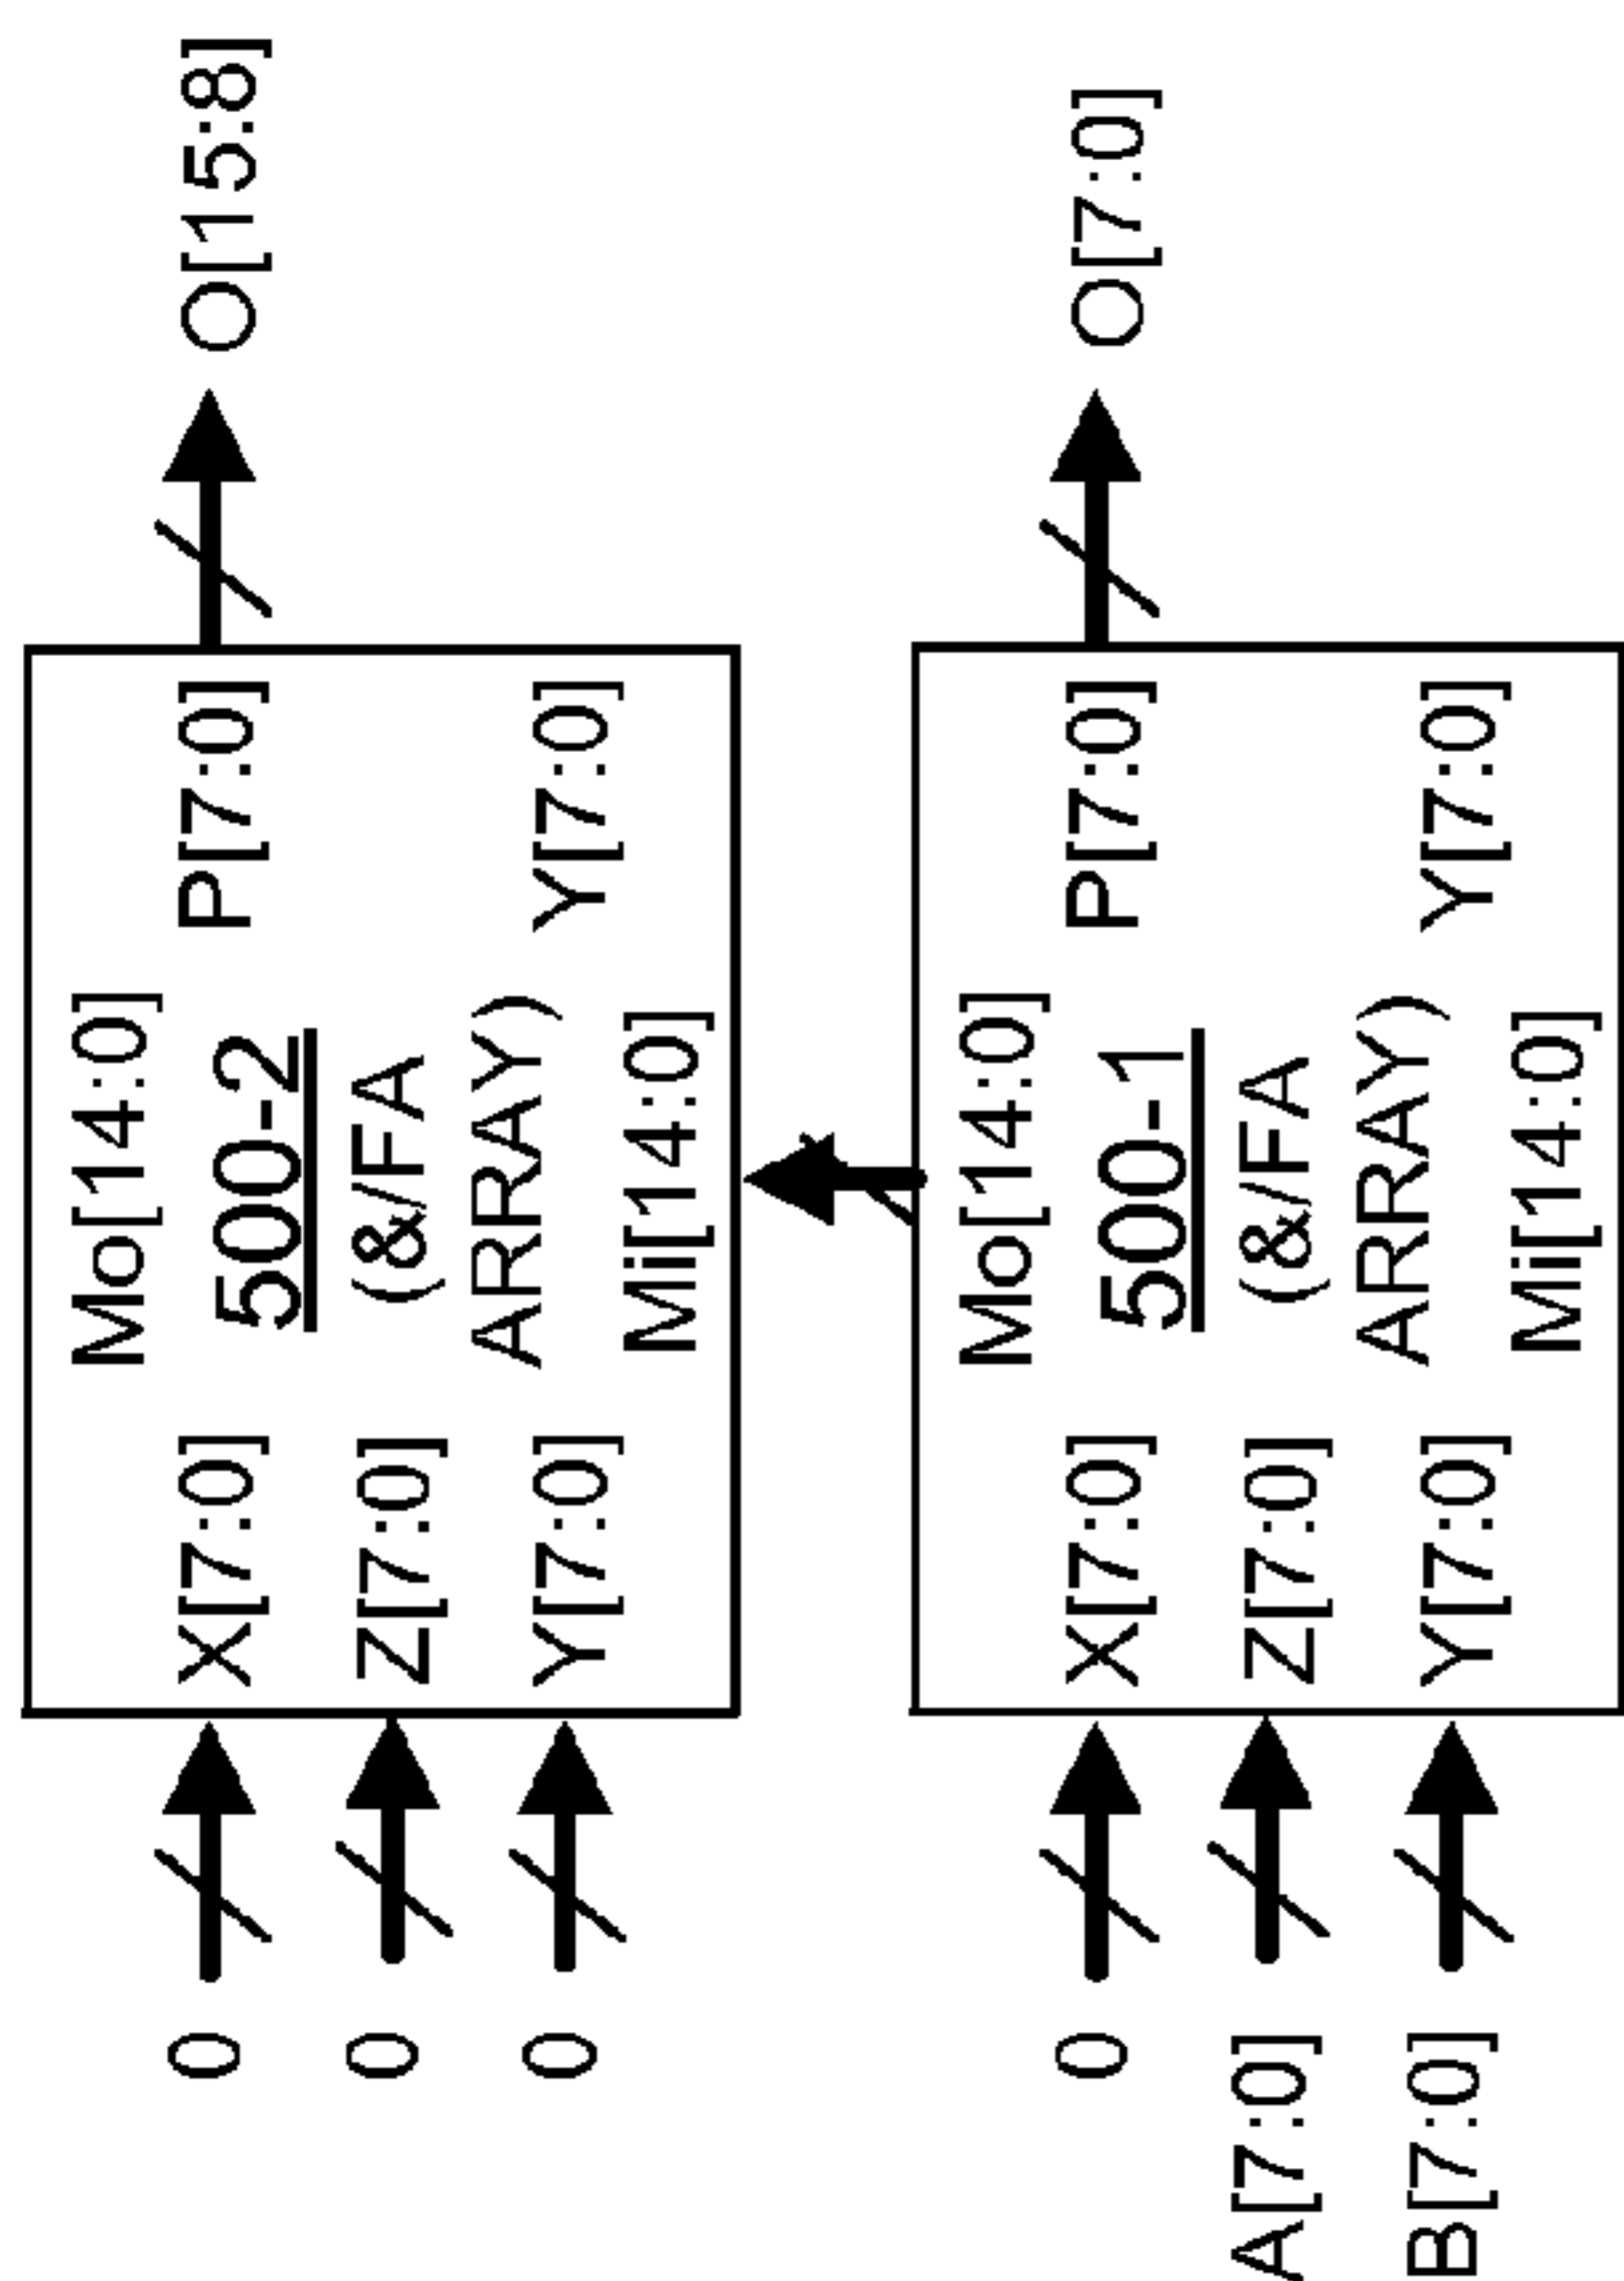 Mo[14:0]
0 X[7:0] P[7:0] O[15:8]
500-2
0 Z[7:0] (&/FA
ARRAY)
0 Y[7:0] Y[7:0]
Mi[14:0]
Mo[14:0]
0 X[7:0] P[7:0] O[7:0]
500-1
A[7:0] Z[7:0] (&/FA
ARRAY)
B[7:0] Y[7:0] Y[7:0]
Mi[14:0]